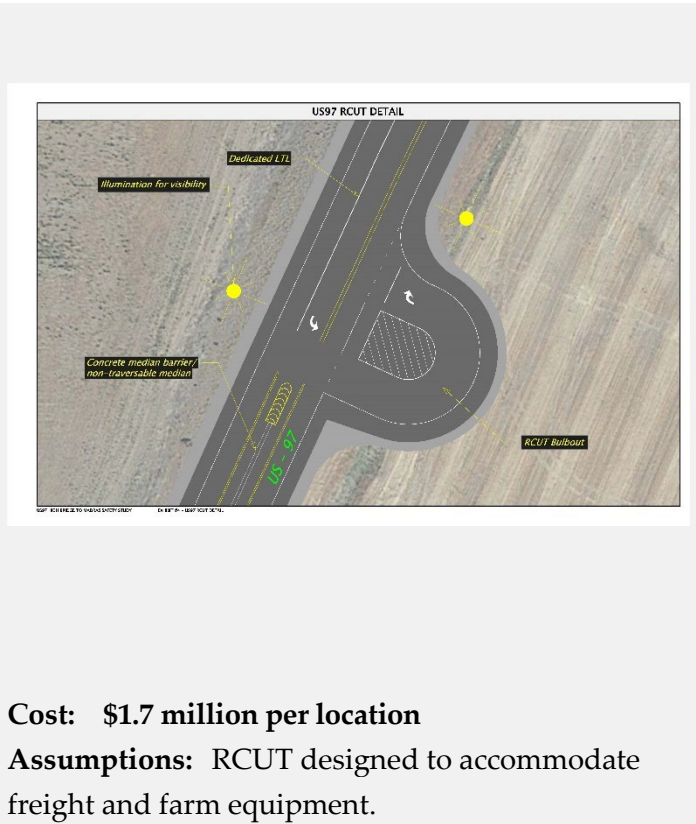 US97 RCUT DETAIL
Dedicated LTL
Illumination for visibility
Concrete median barrier/
non-traversable median
US - 97
RCUT Bulbout
Cost: $1.7 million per location
Assumptions: RCUT designed to accommodate
freight and farm equipment.